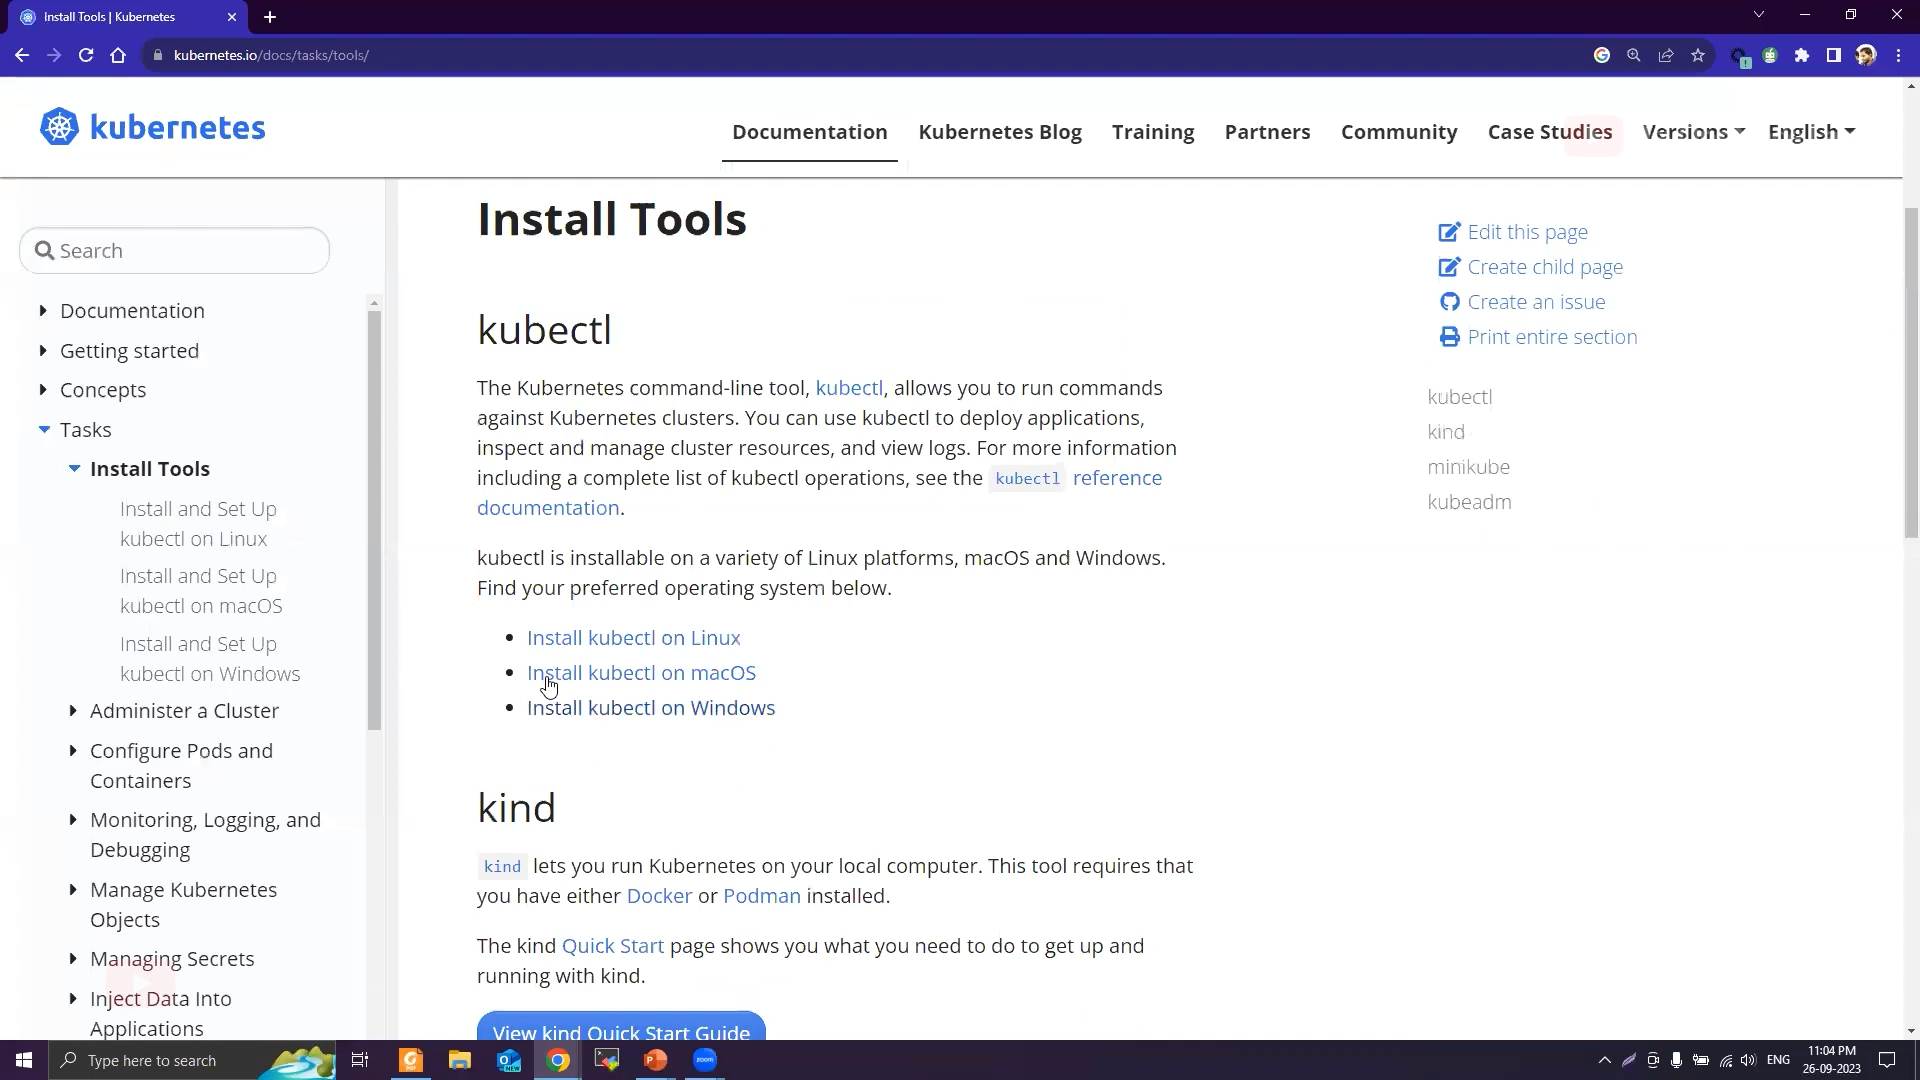 Install Tools | Kubernetes
kubernetes.io/docs/tasks/tools/
kubernetes
Documentation
Kubernetes Blog
Training
Partners
Community
Case Studies
Versions
English
Search
Documentation
Getting started
Concepts
Tasks
Install Tools
Install and Set Up
kubectl on Linux
Install and Set Up
kubectl on macOS
Install and Set Up
kubectl on Windows
Administer a Cluster
Configure Pods and
Containers
Monitoring, Logging, and
Debugging
Manage Kubernetes
Objects
Managing Secrets
Inject Data Into
Applications
Install Tools
kubectl
The Kubernetes command-line tool, kubectl, allows you to run commands
against Kubernetes clusters. You can use kubectl to deploy applications,
inspect and manage cluster resources, and view logs. For more information
including a complete list of kubectl operations, see the kubectl reference
documentation.
kubectl is installable on a variety of Linux platforms, macOS and Windows.
Find your preferred operating system below.
Install kubectl on Linux
Install kubectl on macOS
Install kubectl on Windows
kind
kind lets you run Kubernetes on your local computer. This tool requires that
you have either Docker or Podman installed.
The kind Quick Start page shows you what you need to do to get up and
running with kind.
View kind Quick Start Guide
Edit this page
Create child page
Create an issue
Print entire section
kubectl
kind
minikube
kubeadm
Type here to search
NEW
zoom
ENG
11:04 PM
26-09-2023